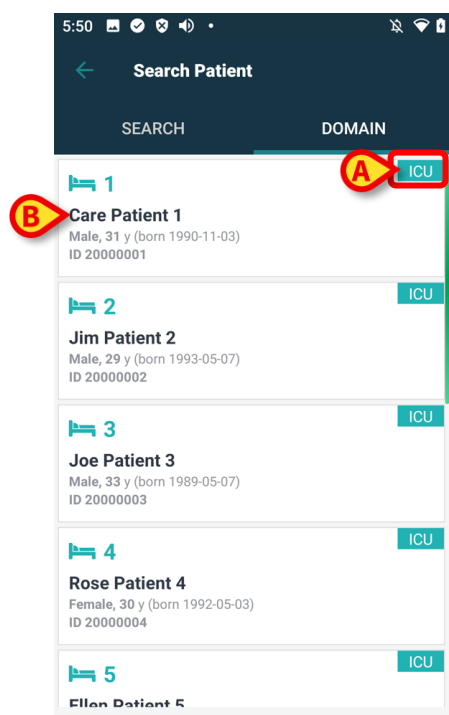 5:50
Search Patient
SEARCH DOMAIN
A ICU
1
B Care Patient 1
Male, 31 y (born 1990-11-03)
ID 20000001
ICU
2
Jim Patient 2
Male, 29 y (born 1993-05-07)
ID 20000002
ICU
3
Joe Patient 3
Male, 33 y (born 1989-05-07)
ID 20000003
ICU
4
Rose Patient 4
Female, 30 y (born 1992-05-03)
ID 20000004
ICU
5
Ellen Patient 5